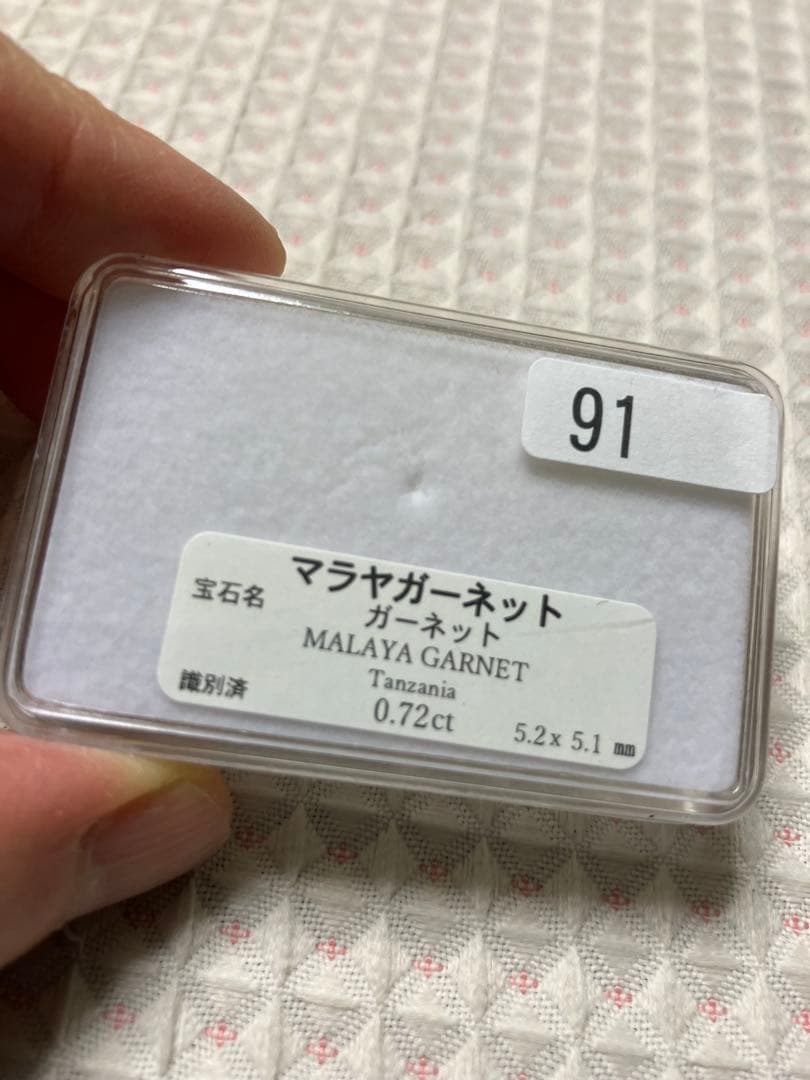 91
宝石名
マラヤガーネット
ガーネット
MALAYA GARNET
Tanzania
識別済
0.72ct
5.2x 5.1 ㎜